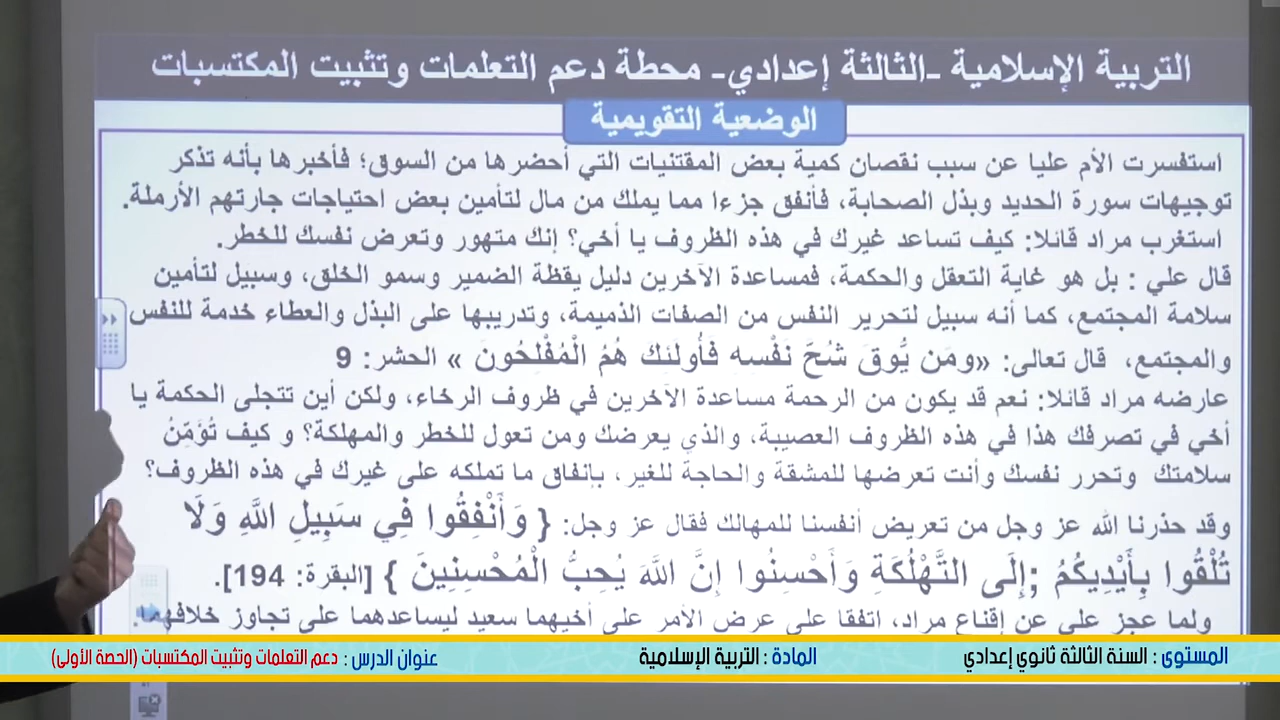 التربية الإسلامية -الثالثة إعدادي- محطة دعم التعلمات وتثبيت المكتسبات
الوضعية التقويمية
استفسرت الأم عليا عن سبب نقصان كمية بعض المقتنيات التي أحضرها من السوق؛ فأخبرها بأنه تذكر
توجيهات سورة الحديد وبذل الصحابة، فأنفق جزءا مما يملك من مال لتأمين بعض احتياجات جارتهم الأرملة.
استغرب مراد قائلا: كيف تساعد غيرك في هذه الظروف يا أخي؟ إنك متهور وتعرض نفسك للخطر.
قال علي : بل هو غاية التعقل والحكمة، فمساعدة الآخرين دليل يقظة الضمير وسمو الخلق، وسبيل لتأمين
سلامة المجتمع، كما أنه سبيل لتحرير النفس من الصفات الذميمة، وتدريبها على البذل والعطاء خدمة للنفس
والمجتمع، قال تعالى: «ومَن يُّوقَ شُحَّ نَفْسِه فَأُولئِك هُمُ الْمُفْلِحُونَ » الحشر: 9
عارضه مراد قائلا: نعم قد يكون من الرحمة مساعدة الآخرين في ظروف الرخاء، ولكن أين تتجلى الحكمة يا
أخي في تصرفك هذا في هذه الظروف العصيبة، والذي يعرضك ومن تعول للخطر والمهلكة؟ و كيف تُؤَمِّنُ
سلامتك وتحرر نفسك وأنت تعرضها للمشقة والحاجة للغير، بإنفاق ما تملكه على غيرك في هذه الظروف؟
وقد حذرنا الله عز وجل من تعريض أنفسنا للمهالك فقال عز وجل: { وَأَنْفِقُوا فِي سَبِيلِ اللَّهِ وَلَا
تُلْقُوا بِأَيْدِيكُمُ ;إِلَى التَّهْلُكَةِ وَأَحْسِنُوا إِنَّ اللَّهَ يُحِبُّ الْمُحْسِنِينَ } [البقرة: 194].
ولما عجز علي عن إقناع مراد، اتفقا على عرض الأمر على أخيهما سعيد ليساعدهما على تجاوز خلافهما.
المستوى : السنة الثالثة ثانوي إعدادي
المادة : التربية الإسلامية
عنوان الدرس : دعم التعلمات وتثبيت المكتسبات (الحصة الأولى)